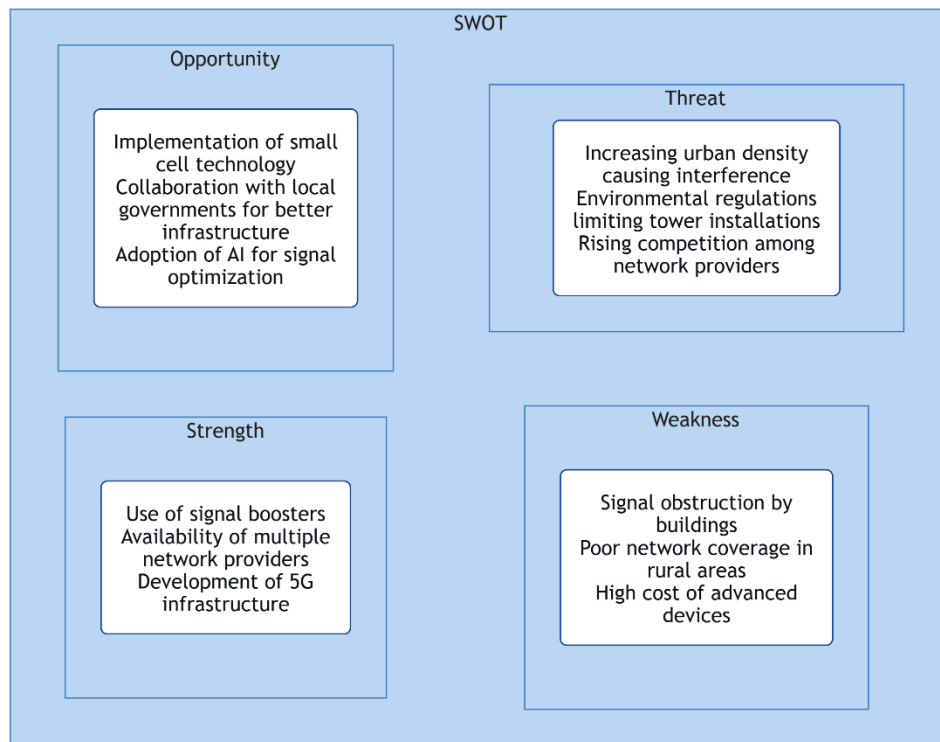 SWOT
Opportunity
Implementation of small
cell technology
Collaboration with local
governments for better
infrastructure
Adoption of AI for signal
optimization
Threat
Increasing urban density
causing interference
Environmental regulations
limiting tower installations
Rising competition among
network providers
Strength
Use of signal boosters
Availability of multiple
network providers
Development of 5G
infrastructure
Weakness
Signal obstruction by
buildings
Poor network coverage in
rural areas
High cost of advanced
devices